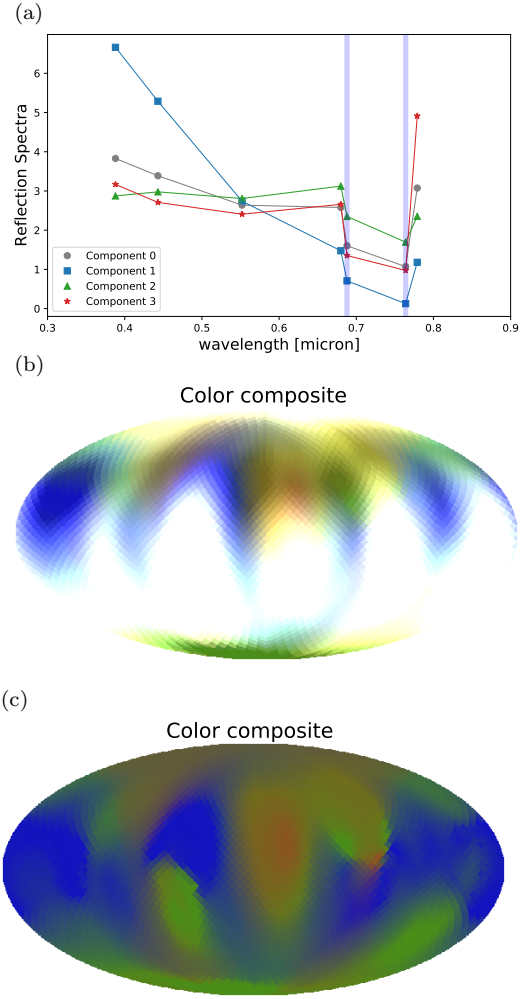 (a)
6
5
4
3
2
1
0
Reflection Spectra
Component 0
Component 1
Component 2
Component 3
0.3 0.4 0.5 0.6 0.7 0.8 0.9
wavelength [micron]
(b)
Color composite
(c)
Color composite